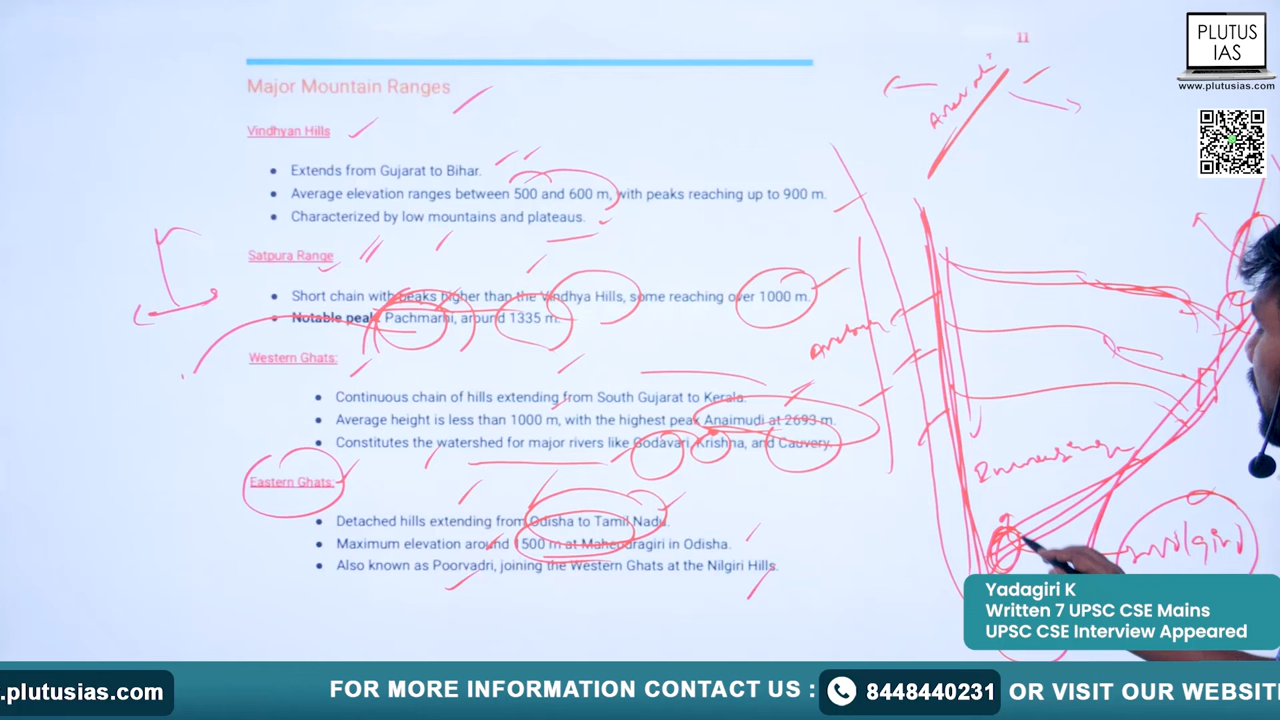 11
PLUTUS
IAS
www.plutusias.com
Major Mountain Ranges
Aravali
Vindhyan Hills
• Extends from Gujarat to Bihar.
• Average elevation ranges between 500 and 600 m, with peaks reaching up to 900 m.
• Characterized by low mountains and plateaus.
Satpura Range
• Short chain with peaks higher than the Vindhya Hills, some reaching over 1000 m.
• Notable peak: Pachmarhi, around 1335 m.
Western Ghats:
• Continuous chain of hills extending from South Gujarat to Kerala.
• Average height is less than 1000 m, with the highest peak Anaimudi at 2693 m.
• Constitutes the watershed for major rivers like Godavari, Krishna, and Cauvery.
Eastern Ghats:
• Detached hills extending from Odisha to Tamil Nadu.
• Maximum elevation around 1500 m at Mahendragiri in Odisha.
• Also known as Poorvadri, joining the Western Ghats at the Nilgiri Hills.
Nilgiri
Yadagiri K
Written 7 UPSC CSE Mains
UPSC CSE Interview Appeared
.plutusias.com
FOR MORE INFORMATION CONTACT US :
8448440231
OR VISIT OUR WEBSIT